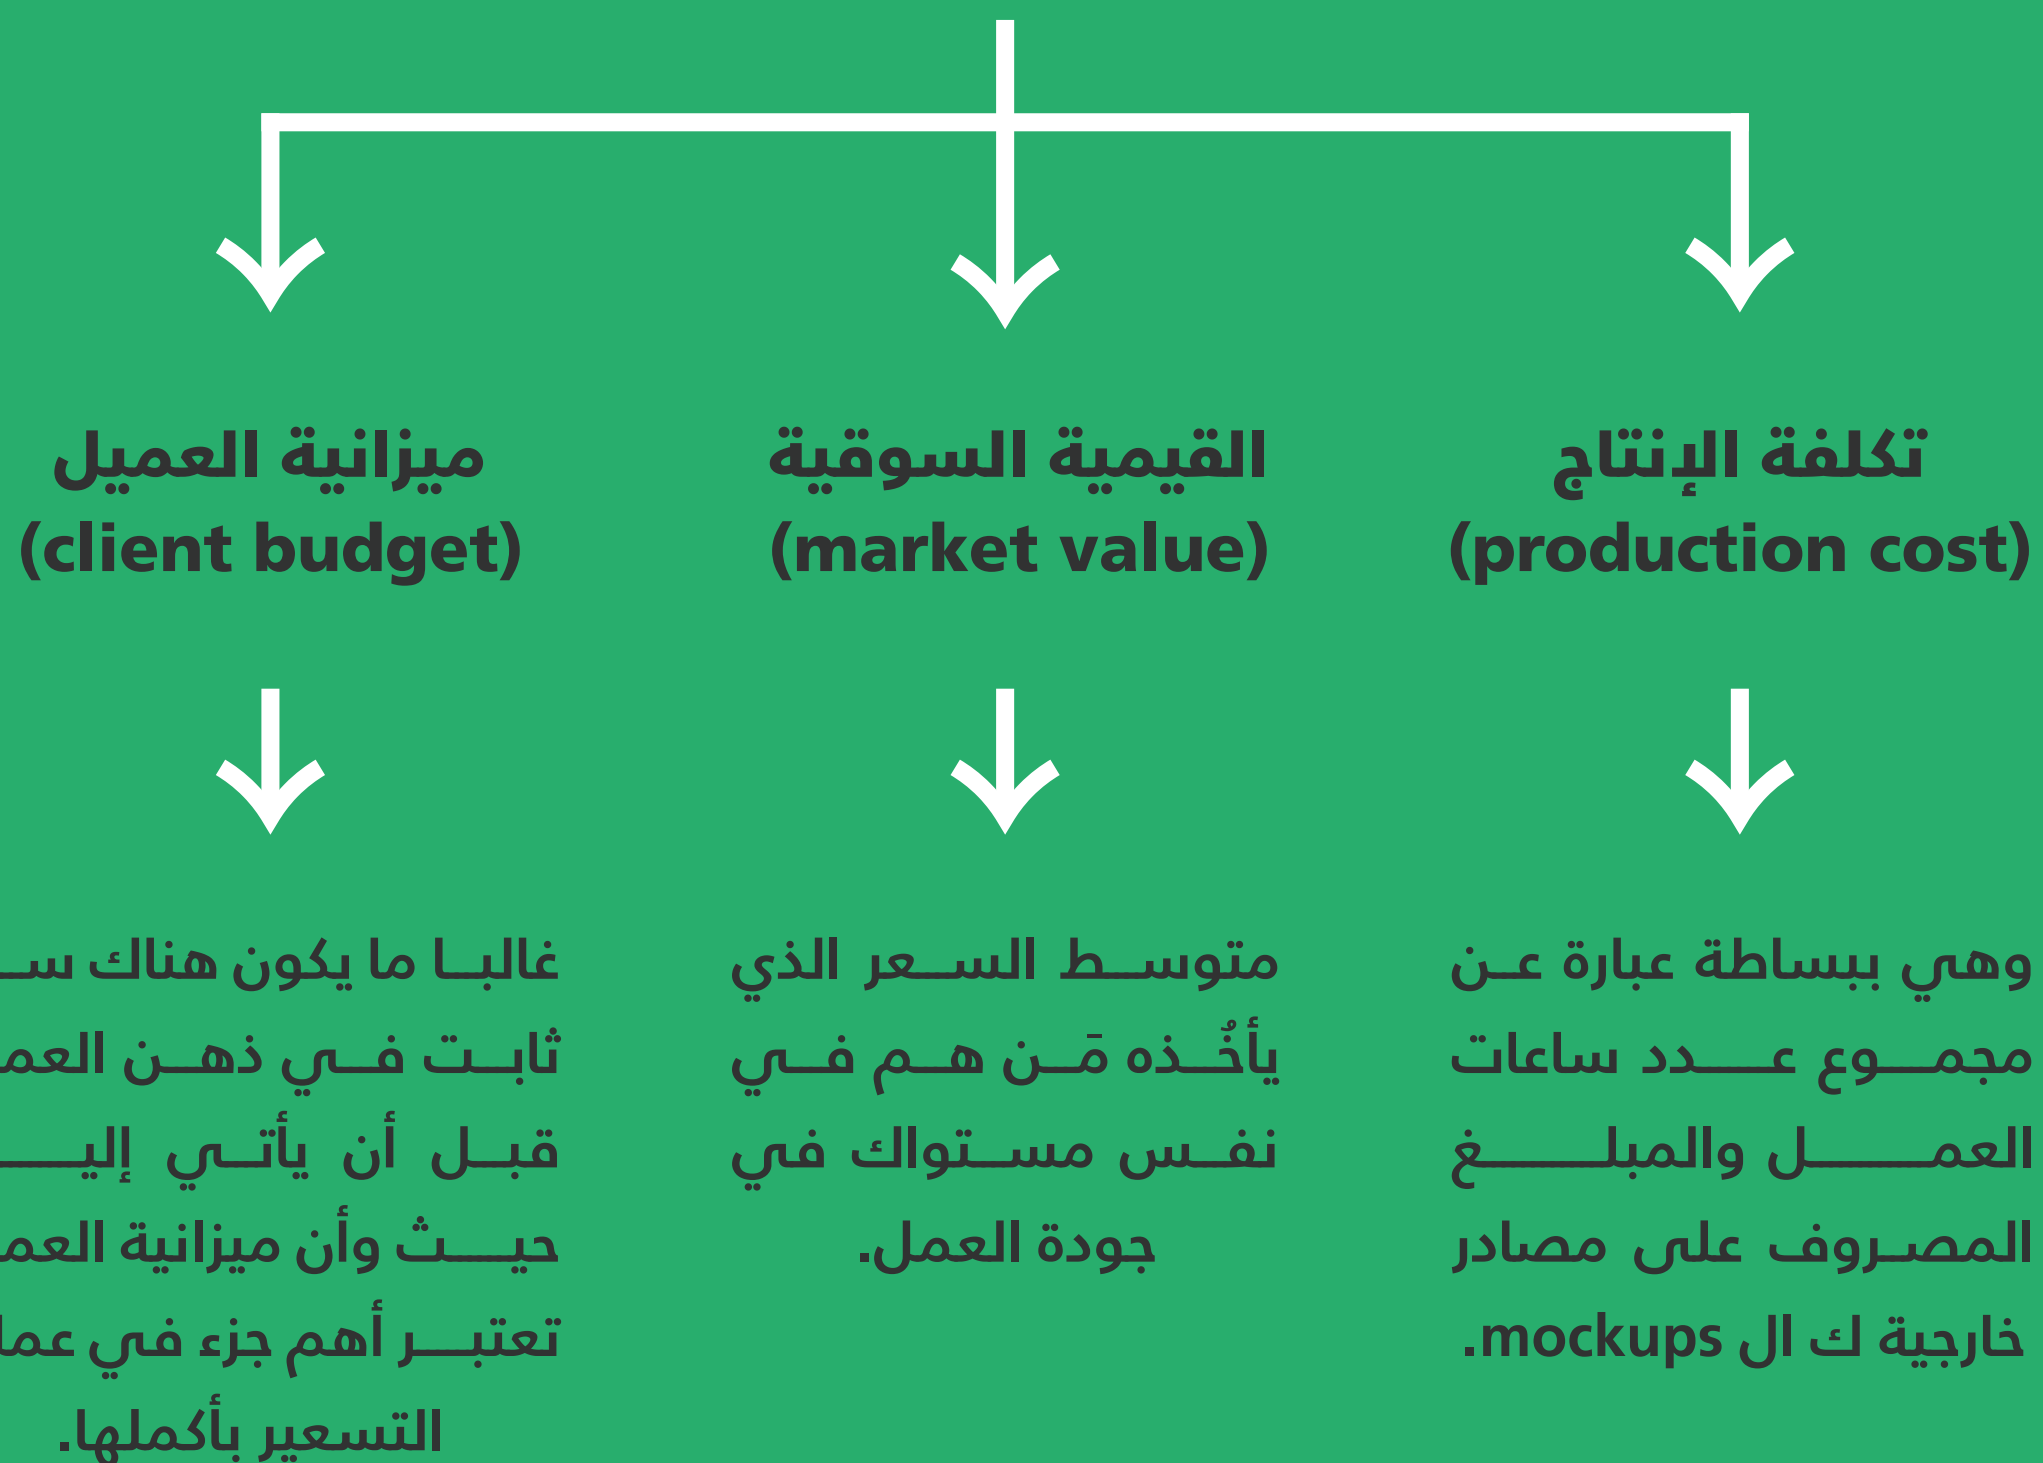 تكلفة الإنتاج
(production cost)
وهي ببساطة عبارة عن
مجموع عدد ساعات
العمل والمبلغ
المصروف على مصادر
خارجية ك ال mockups.
القيمية السوقية
(market value)
متوسط السعر الذي
يأخُذه مَن هم في
نفس مستواك في
جودة العمل.
ميزانية العميل
(client budget)
غالبا ما يكون هناك
ثابت في ذهن
قبل أن يأتي
حيث وأن ميزانية
تعتبر أهم جزء في
التسعير بأكملها.